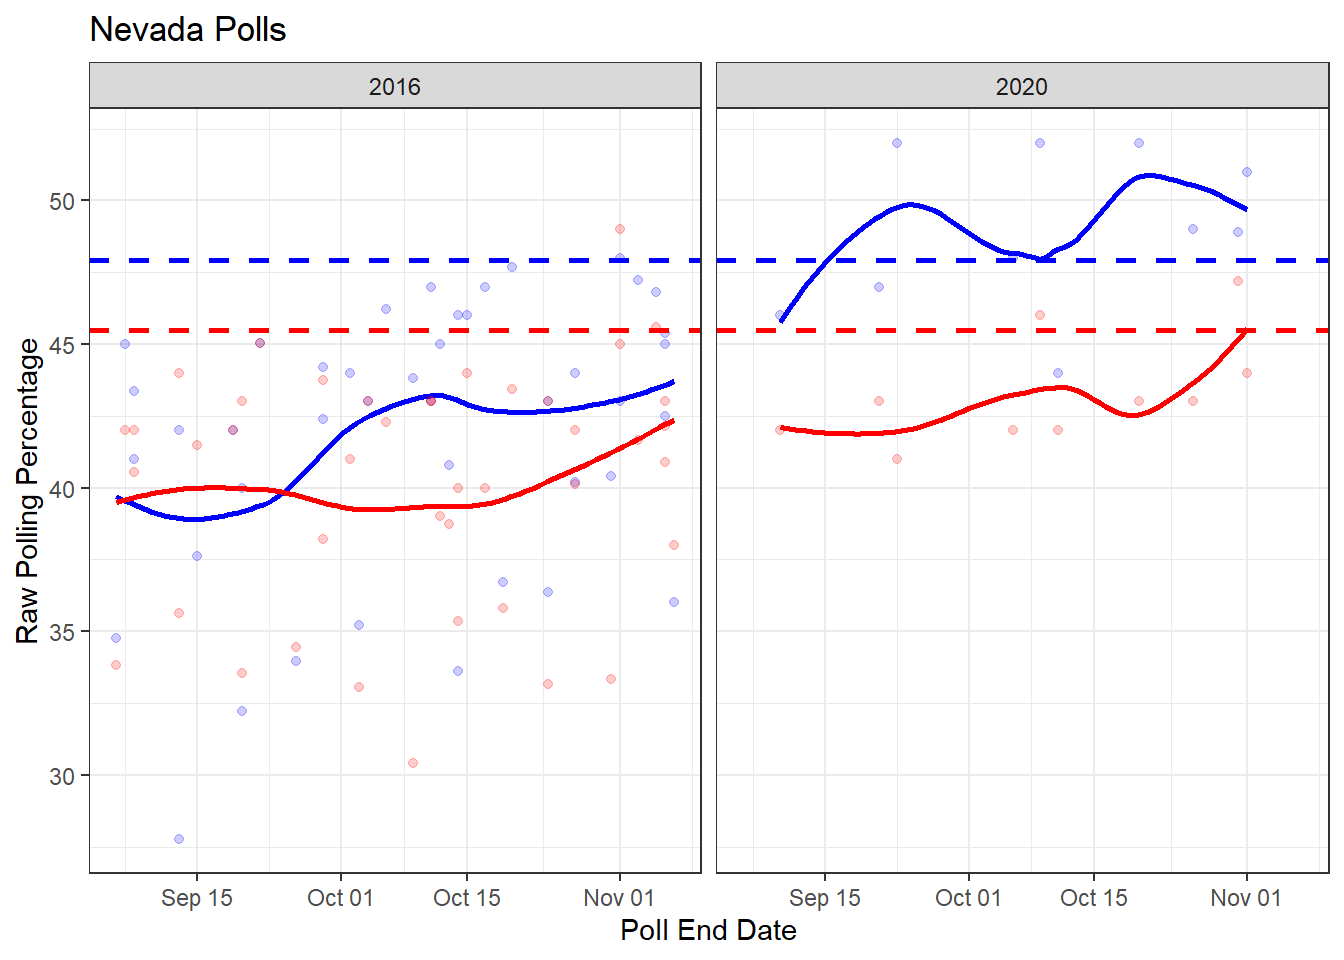 Nevada Polls
2016
2020
50
45
40
35
30
Raw Polling Percentage
Sep 15
Oct 01
Oct 15
Nov 01
Sep 15
Oct 01
Oct 15
Nov 01
Poll End Date